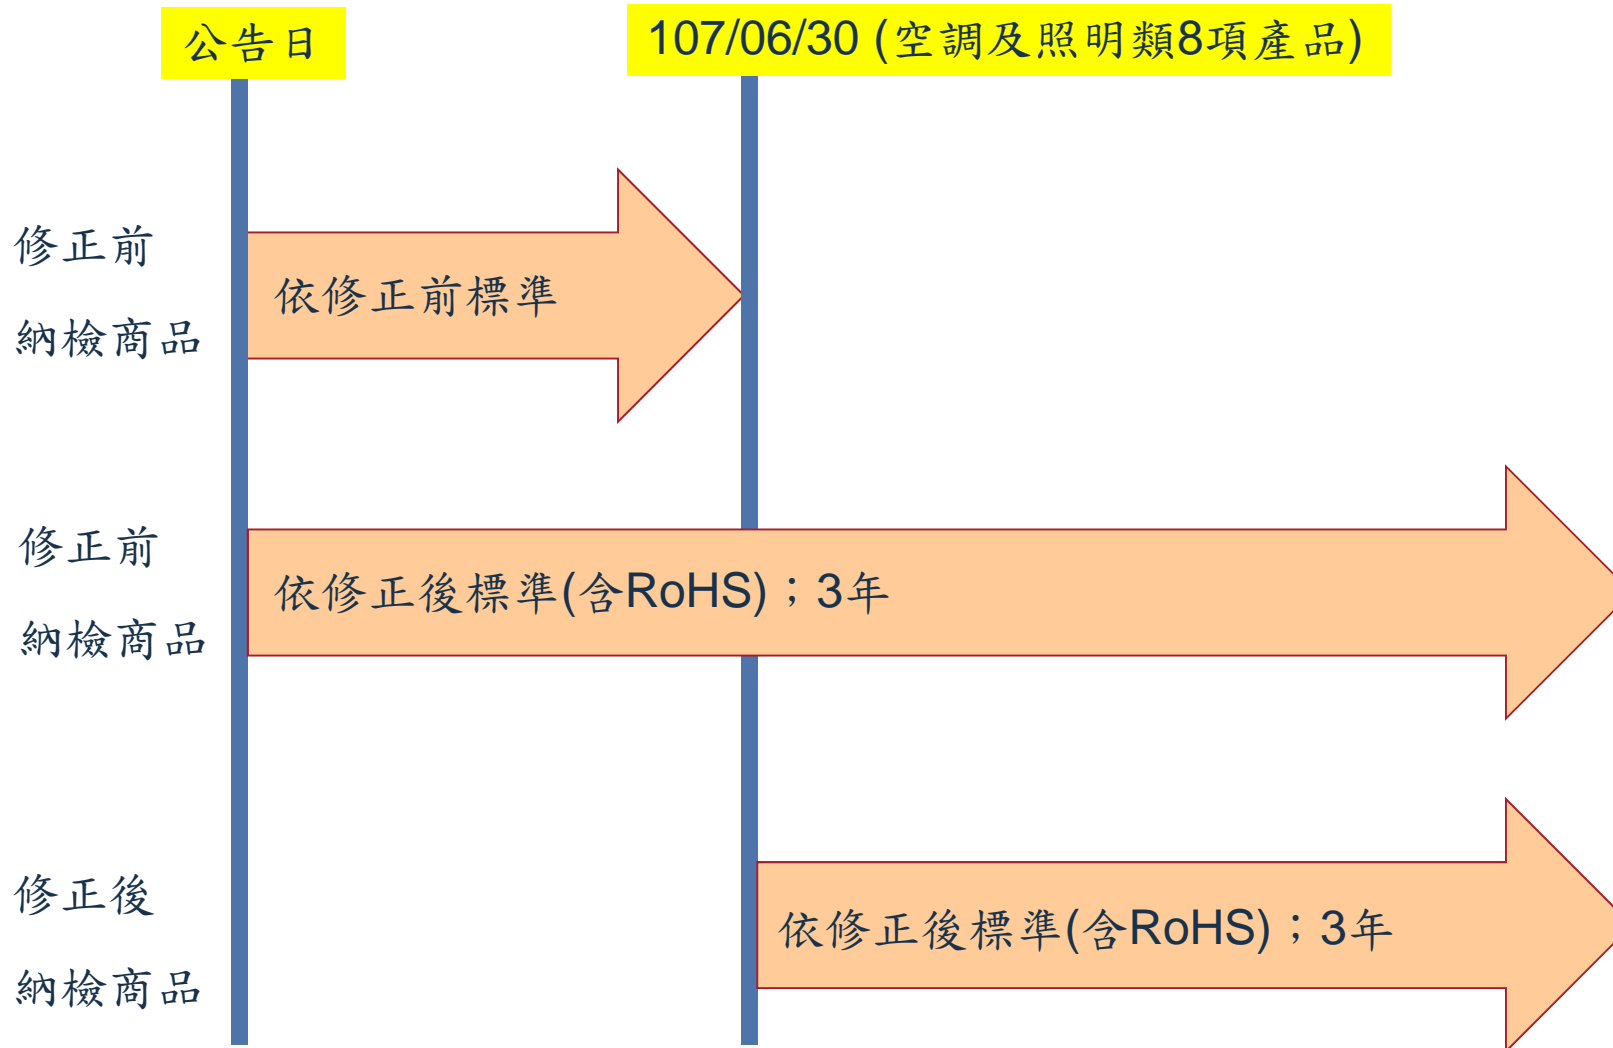 公告日
107/06/30 (空調及照明類8項產品)
修正前
納檢商品
依修正前標準
修正前
納檢商品
依修正後標準(含RoHS)；3年
修正後
納檢商品
依修正後標準(含RoHS)；3年